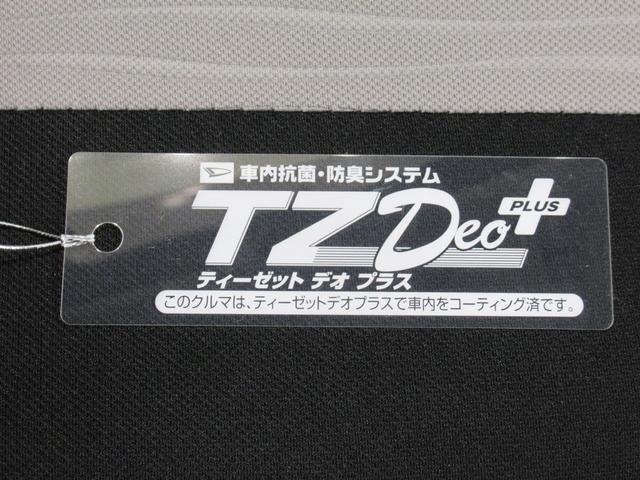 車内抗菌・防臭システム
TZ Deo PLUS
ティーゼット デオ プラス
このクルマは、ティーゼットデオプラスで車内をコーティング済です。